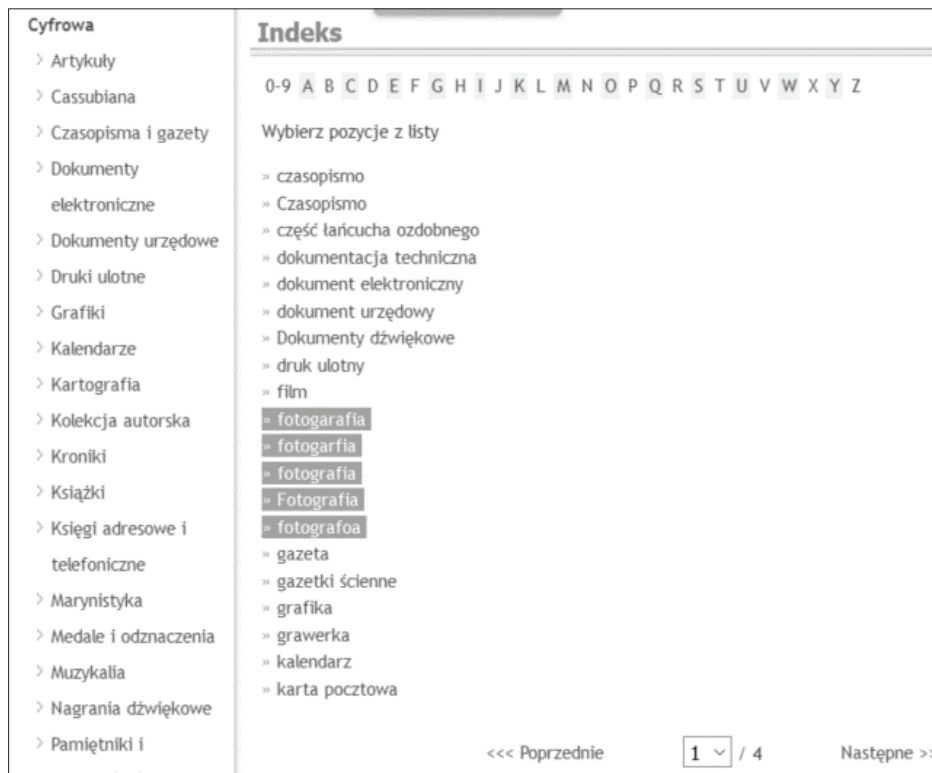 Cyfrowa
> Artykuły
> Cassubiana
> Czasopisma i gazety
> Dokumenty
elektroniczne
> Dokumenty urzędowe
> Druki ulotne
> Grafiki
> Kalendarze
> Kartografia
> Kolekcja autorska
> Kroniki
> Książki
> Księgi adresowe i
telefoniczne
> Marynistyka
> Medale i odznaczenia
> Muzykalia
> Nagrania dźwiękowe
> Pamiętniki i
Indeks
0-9 A B C D E F G H I J K L M N O P Q R S T U V W X Y Z
Wybierz pozycje z listy
» czasopismo
» Czasopismo
» część łańcucha ozdobnego
» dokumentacja techniczna
» dokument elektroniczny
» dokument urzędowy
» Dokumenty dźwiękowe
» druk ulotny
» film
» fotogarafia
» fotogarfia
» fotografia
» Fotografia
» fotografoa
» gazeta
» gazetki ścienne
» grafika
» grawerka
» kalendarz
» karta pocztowa
<<< Poprzednie 1 / 4 Następne >>